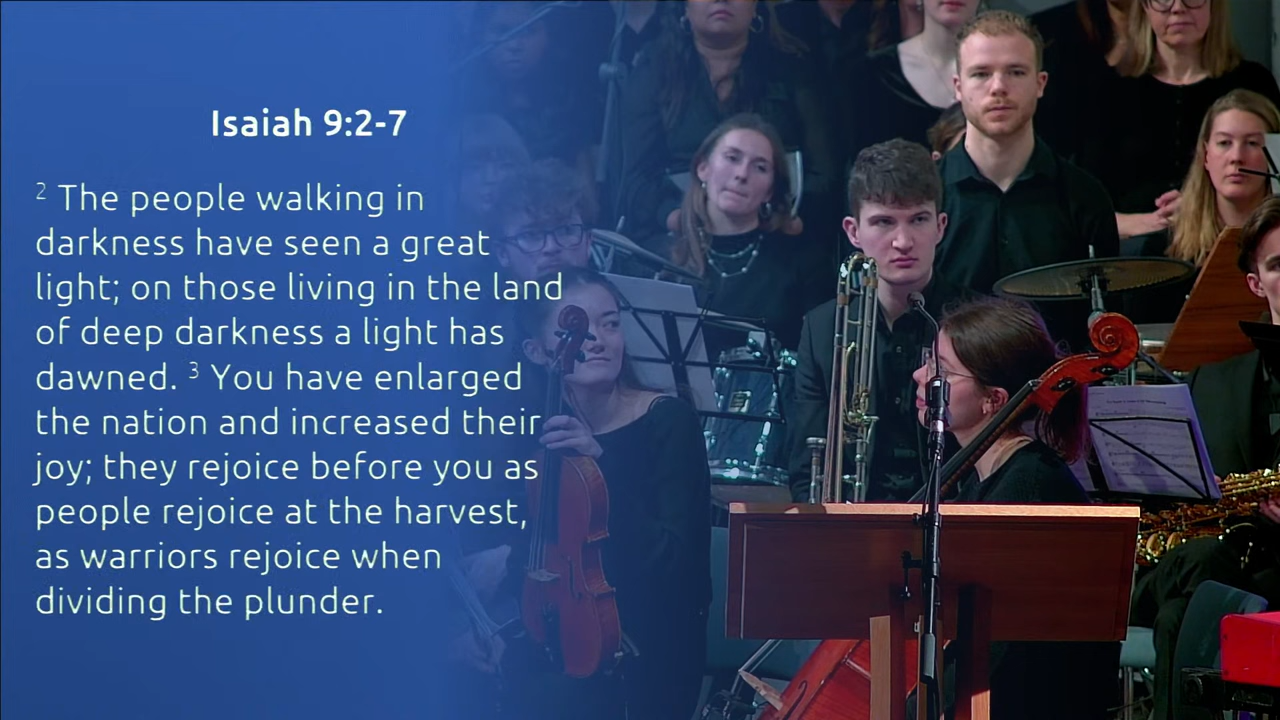 Isaiah 9:2-7
² The people walking in
darkness have seen a great
light; on those living in the land
of deep darkness a light has
dawned. ³ You have enlarged
the nation and increased their
joy; they rejoice before you as
people rejoice at the harvest,
as warriors rejoice when
dividing the plunder.